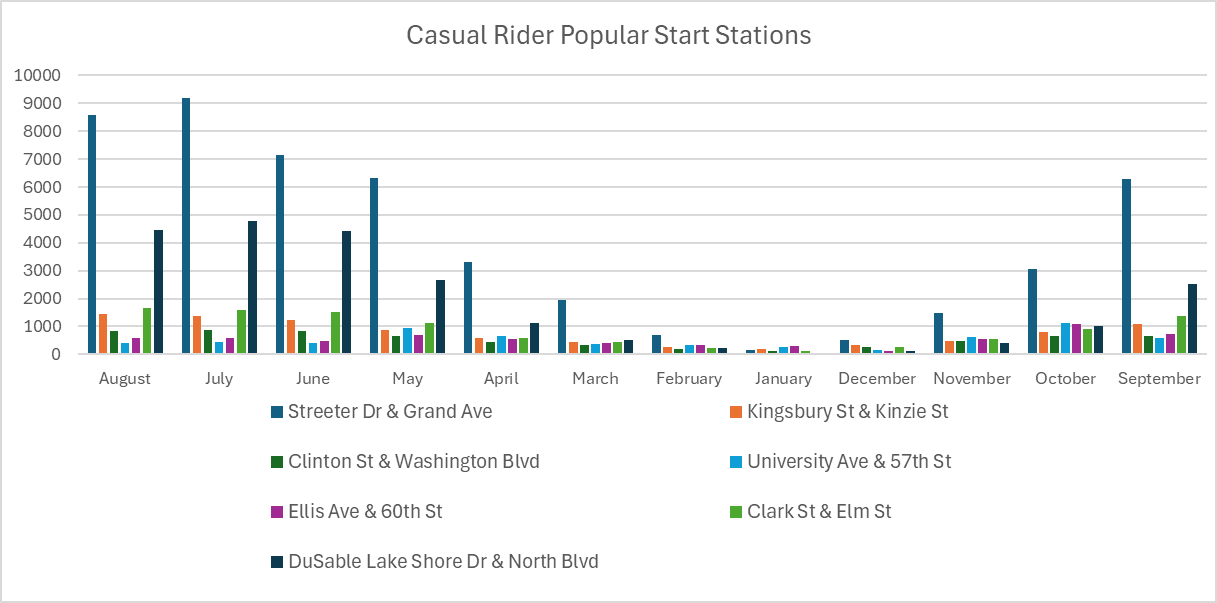 Casual Rider Popular Start Stations
10000
9000
8000
7000
6000
5000
4000
3000
2000
1000
0
August July June May April March February January December November October September
Streeter Dr & Grand Ave Kingsbury St & Kinzie St
Clinton St & Washington Blvd University Ave & 57th St
Ellis Ave & 60th St Clark St & Elm St
DuSable Lake Shore Dr & North Blvd